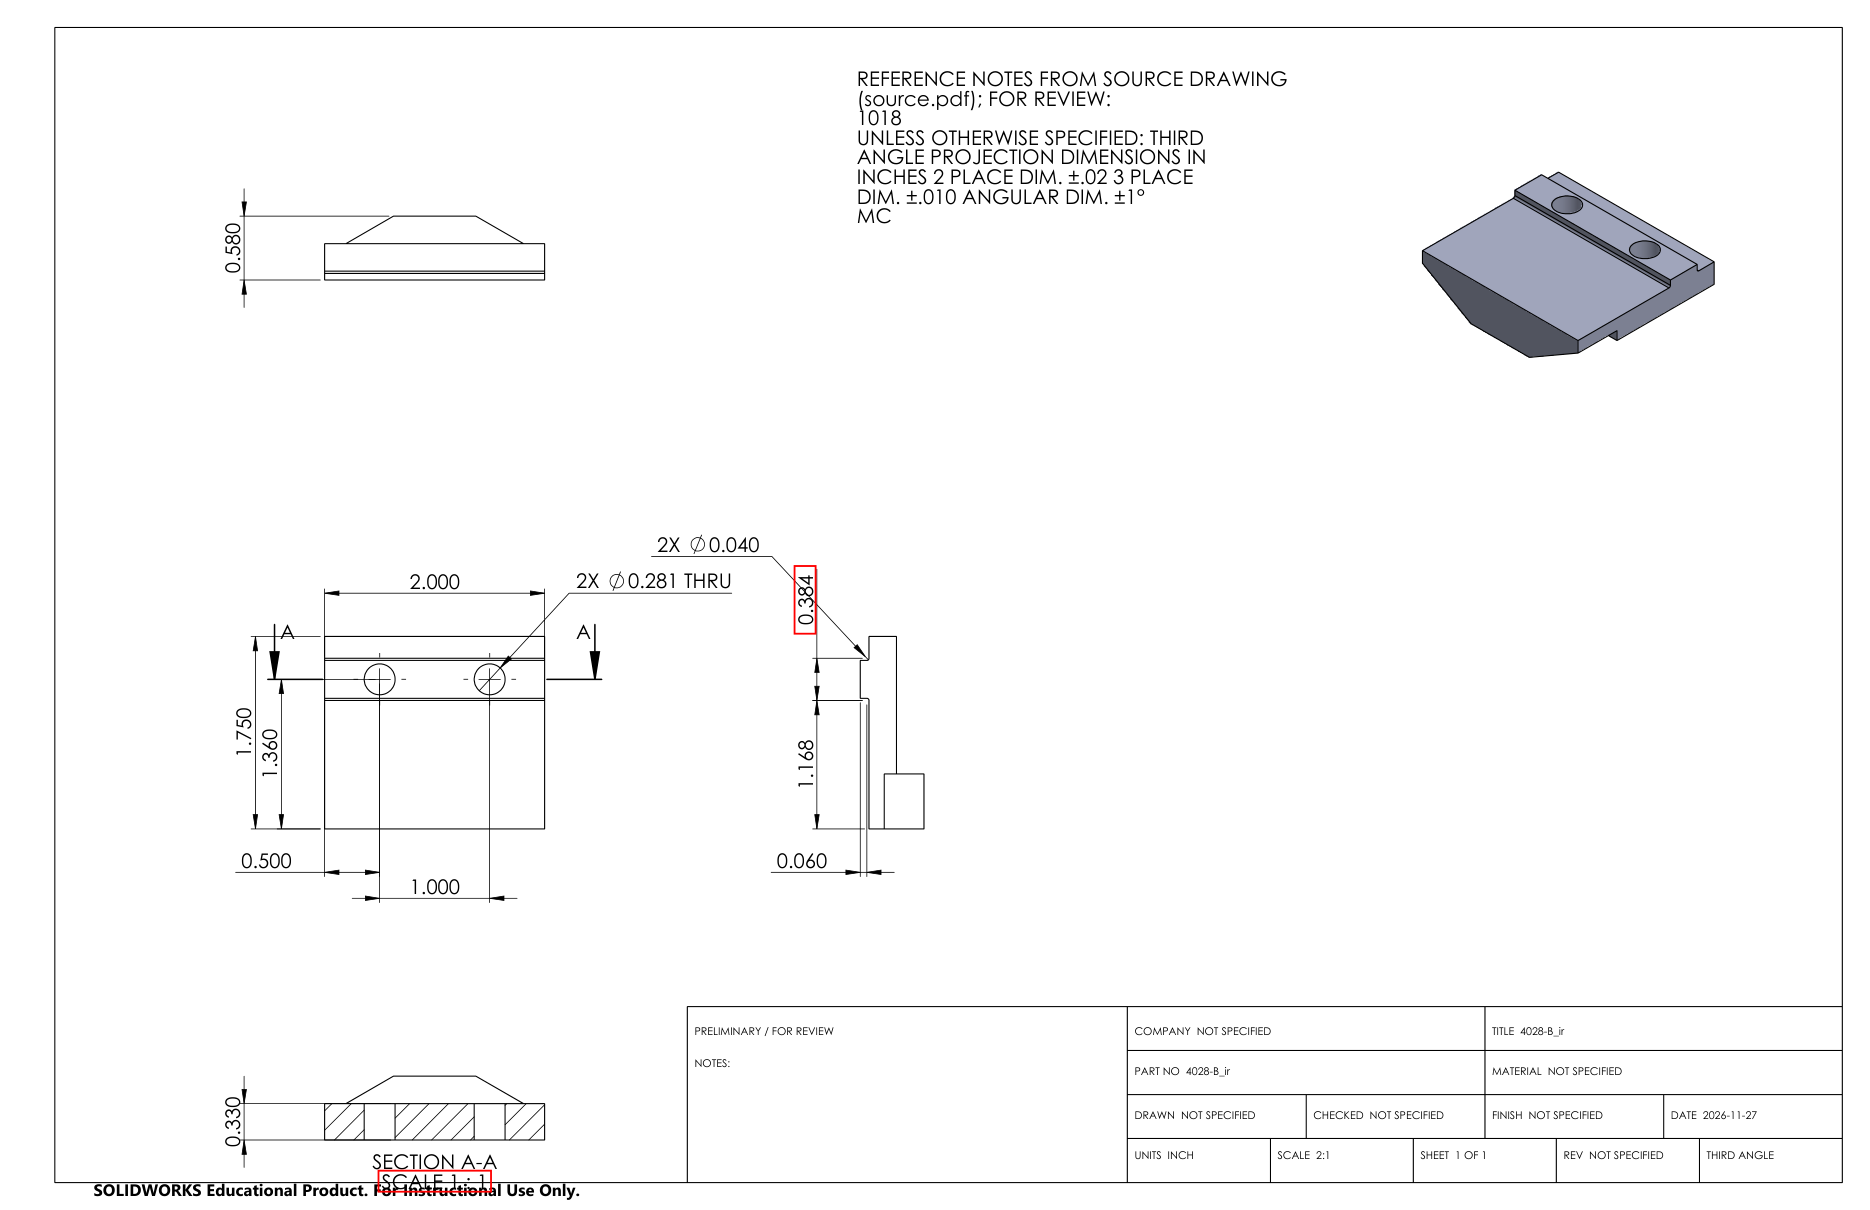 REFERENCE NOTES FROM SOURCE DRAWING
(source.pdf); FOR REVIEW:
1018
UNLESS OTHERWISE SPECIFIED: THIRD
ANGLE PROJECTION DIMENSIONS IN
INCHES 2 PLACE DIM. ±.02 3 PLACE
DIM. ±.010 ANGULAR DIM. ±1°
MC
0.580
2X ∅0.040
2X ∅0.281 THRU
2.000
0.384
A
A
1.750
1.360
1.168
0.500
1.000
0.060
0.330
SECTION A-A
SCALE 1 : 1
SOLIDWORKS Educational Product. For Instructional Use Only.
PRELIMINARY / FOR REVIEW
NOTES:
COMPANY NOT SPECIFIED
TITLE 4028-B_ir
PART NO 4028-B_ir
MATERIAL NOT SPECIFIED
DRAWN NOT SPECIFIED
CHECKED NOT SPECIFIED
FINISH NOT SPECIFIED
DATE 2026-11-27
UNITS INCH
SCALE 2:1
SHEET 1 OF 1
REV NOT SPECIFIED
THIRD ANGLE